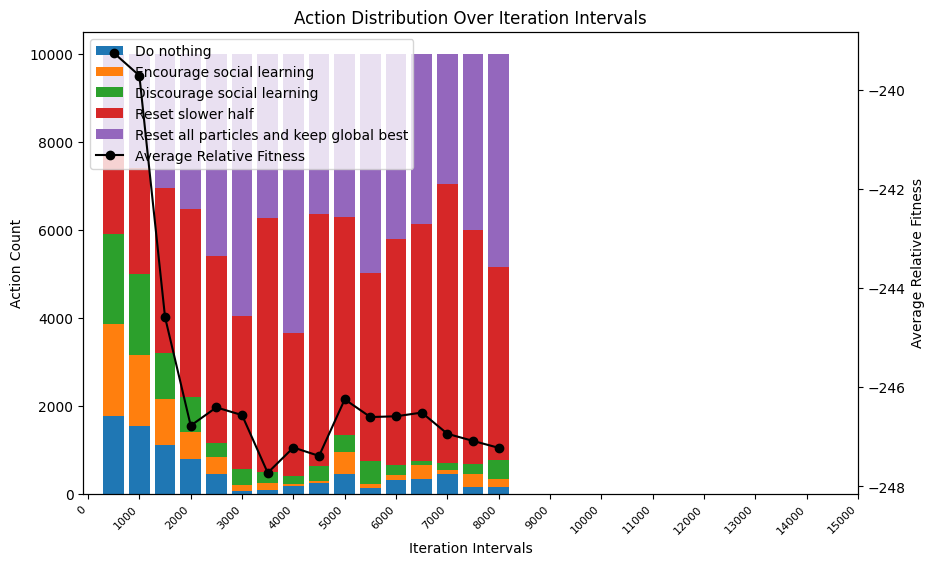 Action Distribution Over Iteration Intervals
Do nothing
Encourage social learning
Discourage social learning
Reset slower half
Reset all particles and keep global best
Average Relative Fitness
10000
8000
6000
4000
2000
0
Action Count
−240
−242
−244
−246
−248
Average Relative Fitness
0
1000
2000
3000
4000
5000
6000
7000
8000
9000
10000
11000
12000
13000
14000
15000
Iteration Intervals